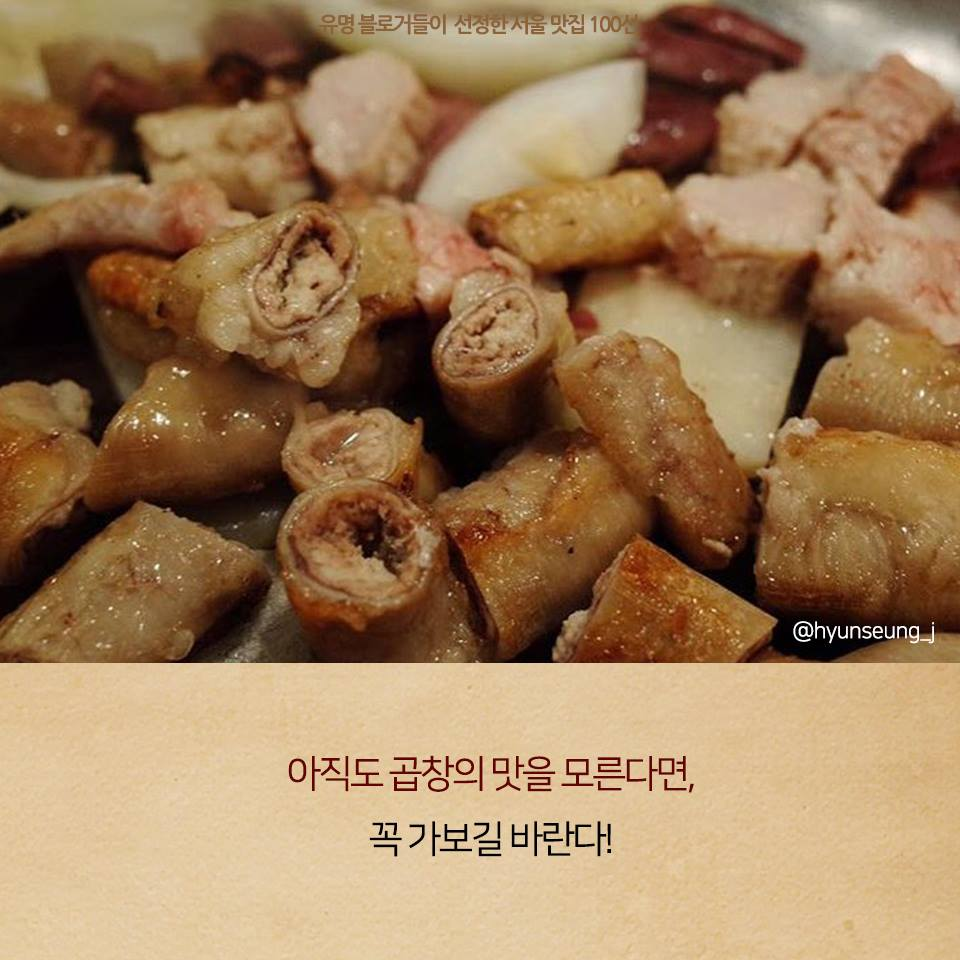 유명 블로거들이 선정한 서울 맛집 100선
@hyunseung_j
아직도 곱창의 맛을 모른다면,
꼭 가보길 바란다!